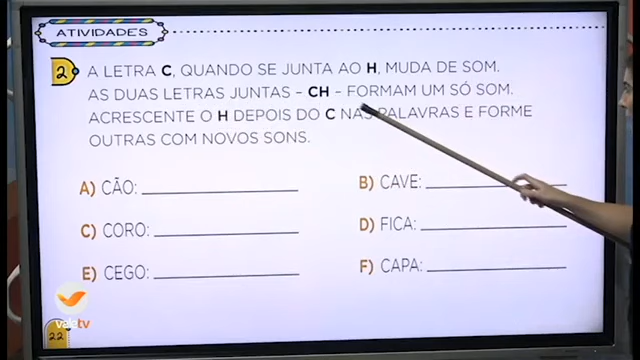 ATIVIDADES
2 A LETRA C, QUANDO SE JUNTA AO H, MUDA DE SOM.
AS DUAS LETRAS JUNTAS – CH – FORMAM UM SÓ SOM.
ACRESCENTE O H DEPOIS DO C NAS PALAVRAS E FORME
OUTRAS COM NOVOS SONS.
A) CÃO: B) CAVE:
C) CORO: D) FICA:
E) CEGO: F) CAPA:
tv
22